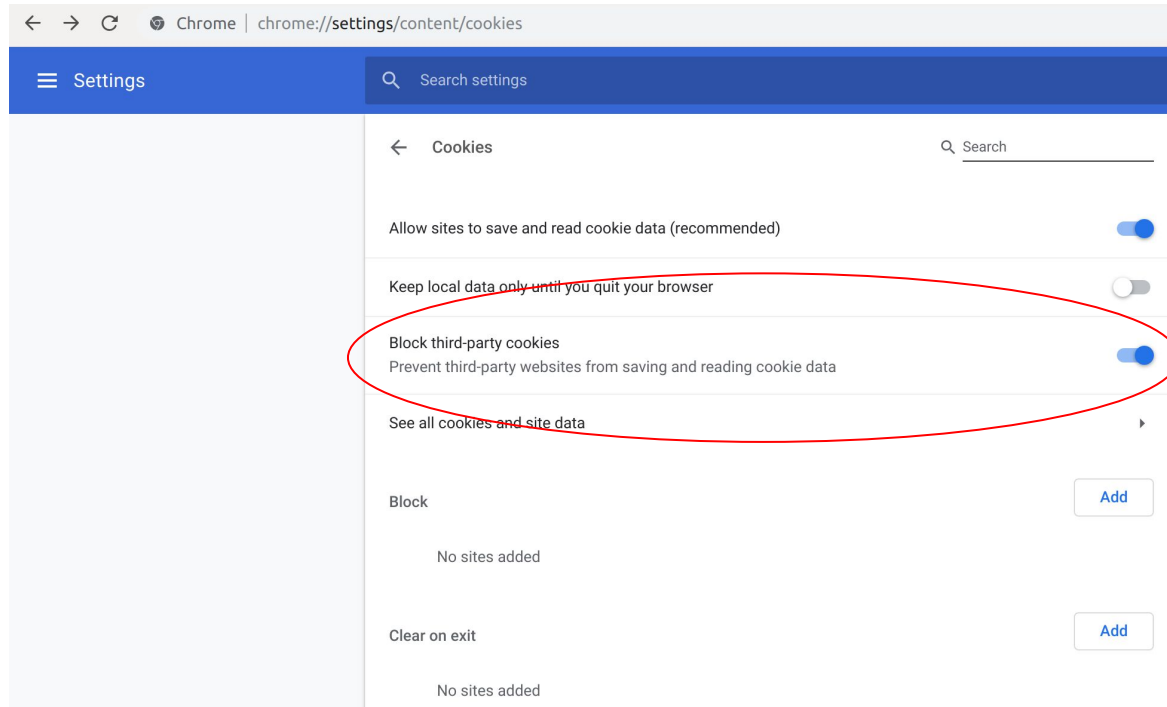 Chrome | chrome://settings/content/cookies
Settings
Search settings
Cookies
Search
Allow sites to save and read cookie data (recommended)
Keep local data only until you quit your browser
Block third-party cookies
Prevent third-party websites from saving and reading cookie data
See all cookies and site data
Block
Add
No sites added
Clear on exit
Add
No sites added